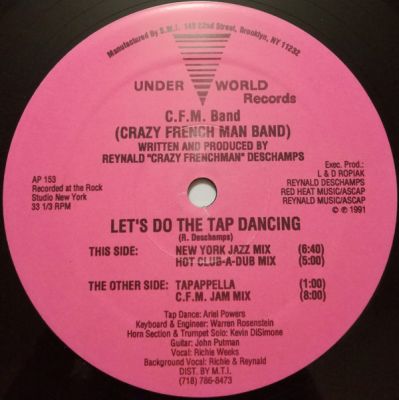 Manufactured by S.M.I. 149 22nd Street, Brooklyn, NY 11232
UNDER WORLD
Records
C.F.M. Band
(CRAZY FRENCH MAN BAND)
WRITTEN AND PRODUCED BY
REYNALD "CRAZY FRENCHMAN" DESCHAMPS
AP 153
Recorded at the Rock
Studio New York
33 1/3 RPM
Exec. Prod.:
L & D ROPIAK
REYNALD DESCHAMPS
RED HEAT MUSIC/ASCAP
REYNALD MUSIC/ASCAP
© ℗ 1991
LET'S DO THE TAP DANCING
(R. Deschamps)
THIS SIDE: NEW YORK JAZZ MIX (6:40)
HOT CLUB-A-DUB MIX (5:00)
THE OTHER SIDE: TAPAPPELLA (1:00)
C.F.M. JAM MIX (8:00)
Tap Dance: Ariel Powers
Keyboard & Engineer: Warren Rosenstein
Horn Section & Trumpet Solo: Kevin DiSimone
Guitar: John Putman
Vocal: Richie Weeks
Background Vocal: Richie & Reynald
DIST. BY M.T.I.
(718) 786-8473